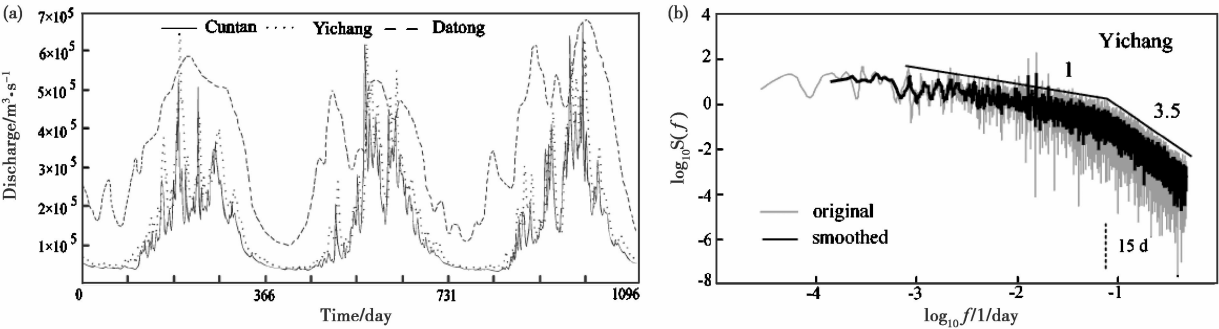 (a)
Cuntan Yichang Datong
7×10⁵
6×10⁵
5×10⁵
4×10⁵
3×10⁵
2×10⁵
1×10⁵
Discharge/m³•s⁻¹
0 366 731 1096
Time/day
(b)
Yichang
4
2
0
-2
-4
-6
-8
log₁₀S(f)
1
3.5
original
smoothed
15 d
-4 -3 -2 -1 0
log₁₀f/1/day